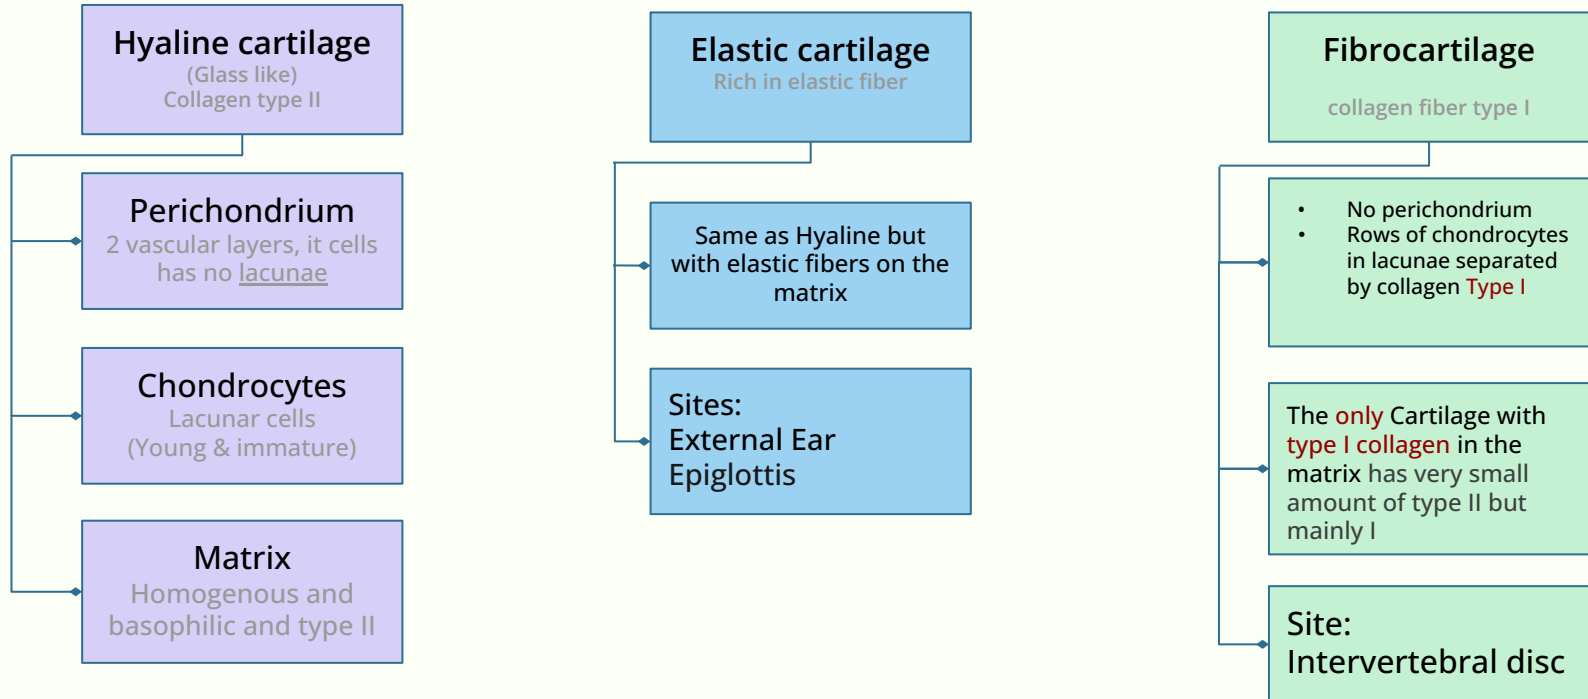 Hyaline cartilage
(Glass like)
Collagen type II
Perichondrium
2 vascular layers, it cells
has no lacunae
Chondrocytes
Lacunar cells
(Young & immature)
Matrix
Homogenous and
basophilic and type II
Elastic cartilage
Rich in elastic fiber
Same as Hyaline but
with elastic fibers on the
matrix
Sites:
External Ear
Epiglottis
Fibrocartilage
collagen fiber type I
• No perichondrium
• Rows of chondrocytes
in lacunae separated
by collagen Type I
The only Cartilage with
type I collagen in the
matrix has very small
amount of type II but
mainly I
Site:
Intervertebral disc